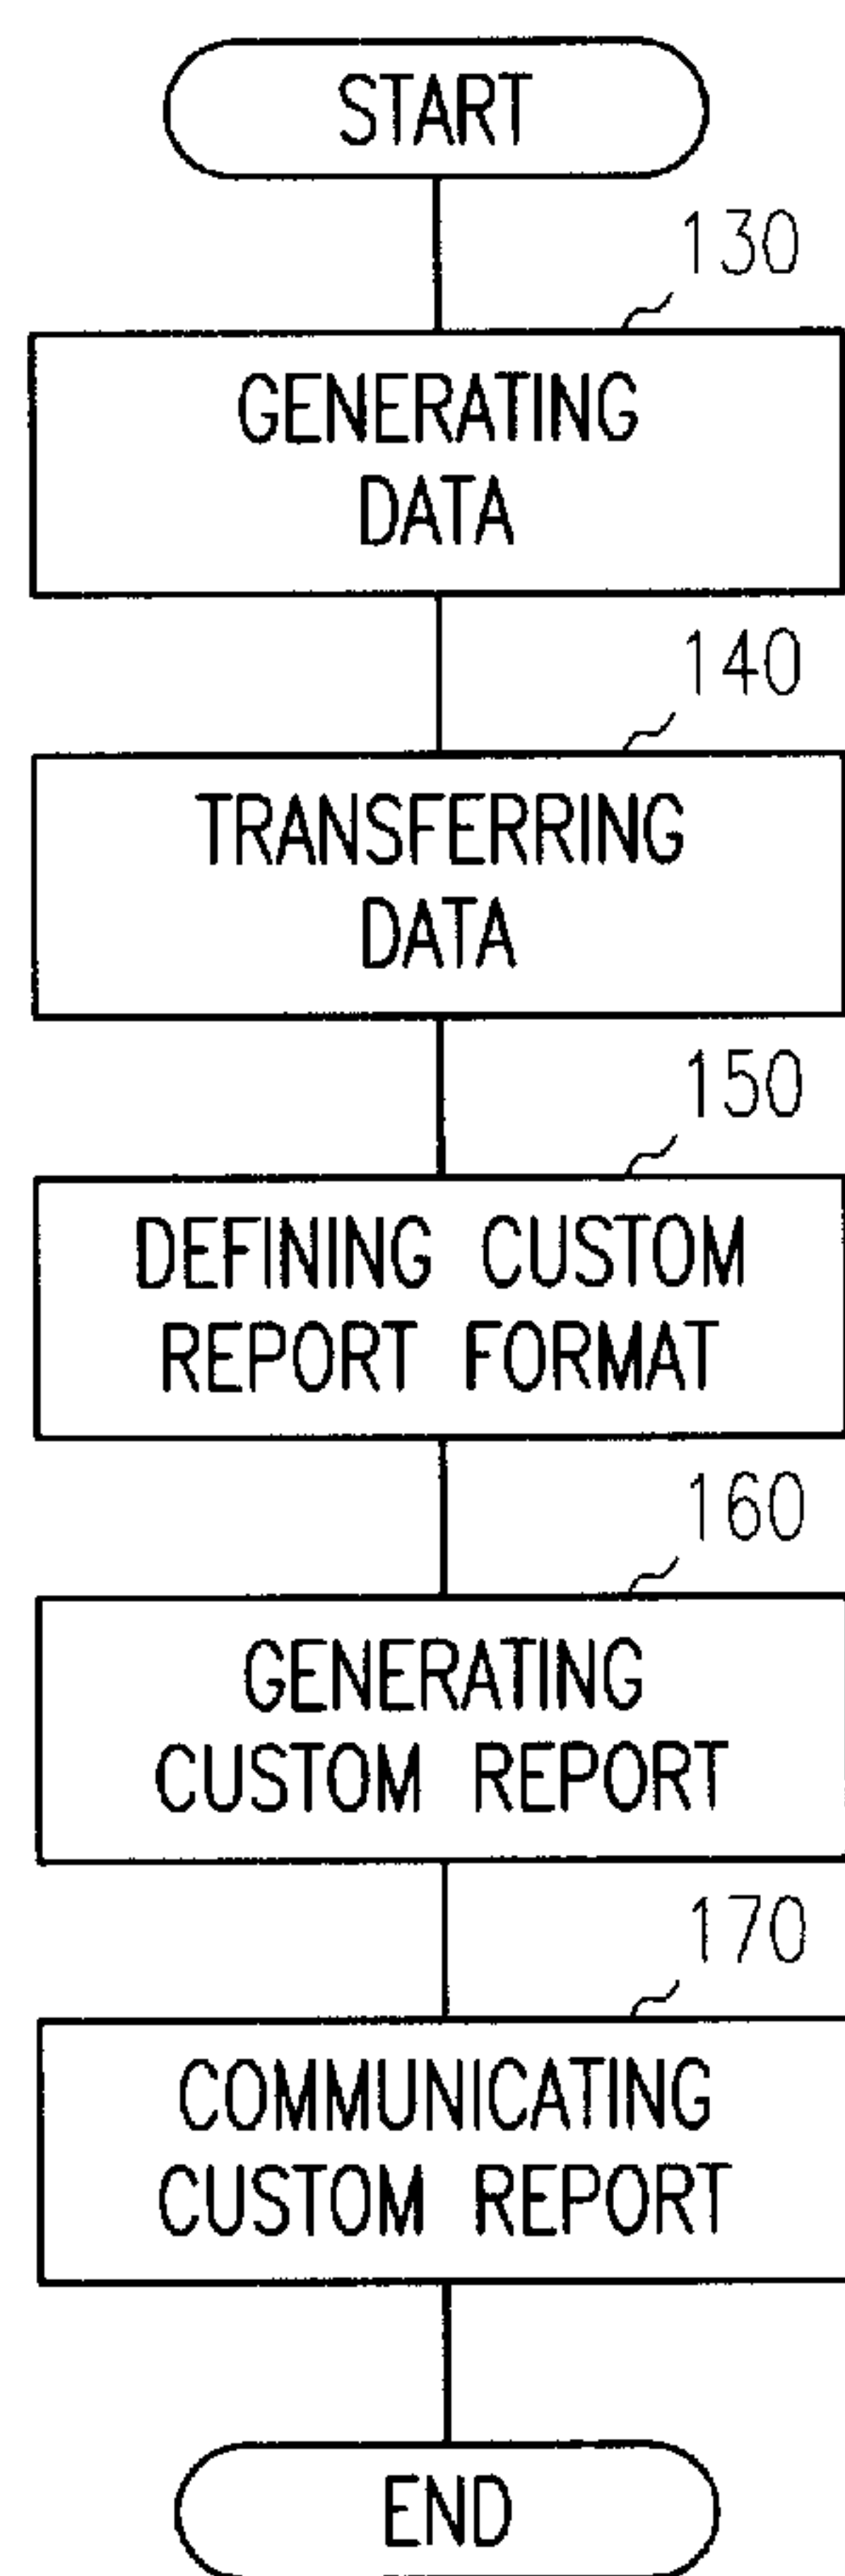 START
130
GENERATING
DATA
140
TRANSFERRING
DATA
150
DEFINING CUSTOM
REPORT FORMAT
160
GENERATING
CUSTOM REPORT
170
COMMUNICATING
CUSTOM REPORT
END